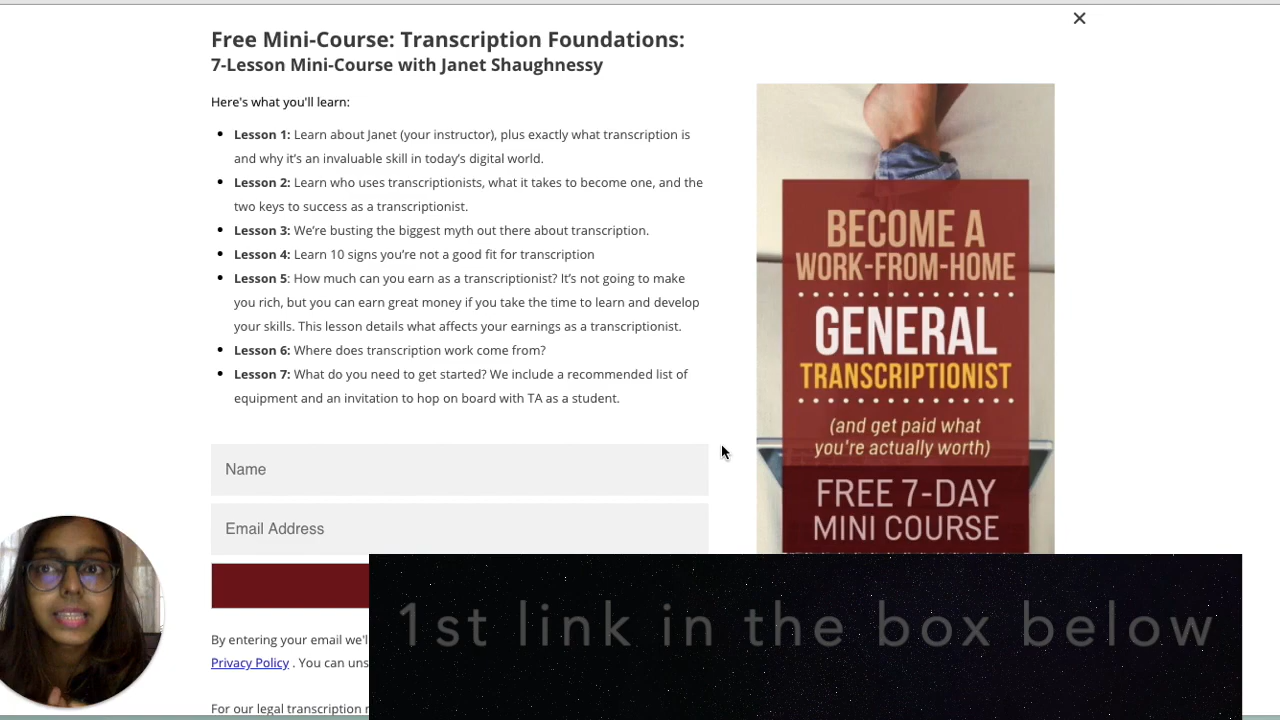 Free Mini-Course: Transcription Foundations:
7-Lesson Mini-Course with Janet Shaughnessy
Here's what you'll learn:
Lesson 1: Learn about Janet (your instructor), plus exactly what transcription is
and why it’s an invaluable skill in today’s digital world.
Lesson 2: Learn who uses transcriptionists, what it takes to become one, and the
two keys to success as a transcriptionist.
Lesson 3: We’re busting the biggest myth out there about transcription.
Lesson 4: Learn 10 signs you’re not a good fit for transcription
Lesson 5: How much can you earn as a transcriptionist? It’s not going to make
you rich, but you can earn great money if you take the time to learn and develop
your skills. This lesson details what affects your earnings as a transcriptionist.
Lesson 6: Where does transcription work come from?
Lesson 7: What do you need to get started? We include a recommended list of
equipment and an invitation to hop on board with TA as a student.
Name
Email Address
By entering your email we'l
Privacy Policy . You can uns
For our legal transcription
BECOME A
WORK-FROM-HOME
GENERAL
TRANSCRIPTIONIST
(and get paid what
you're actually worth)
FREE 7-DAY
MINI COURSE
1st link in the box below